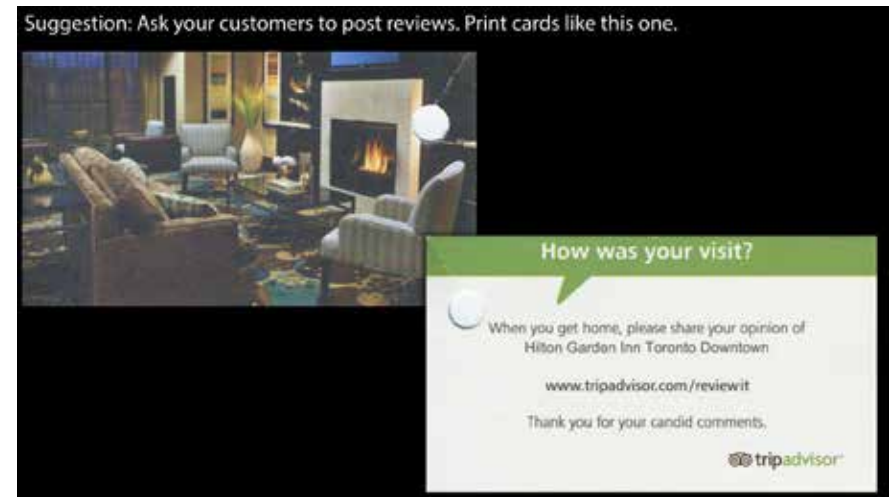 Suggestion: Ask your customers to post reviews. Print cards like this one.
How was your visit?
When you get home, please share your opinion of
Hilton Garden Inn Toronto Downtown
www.tripadvisor.com/reviewit
Thank you for your candid comments.
tripadvisor